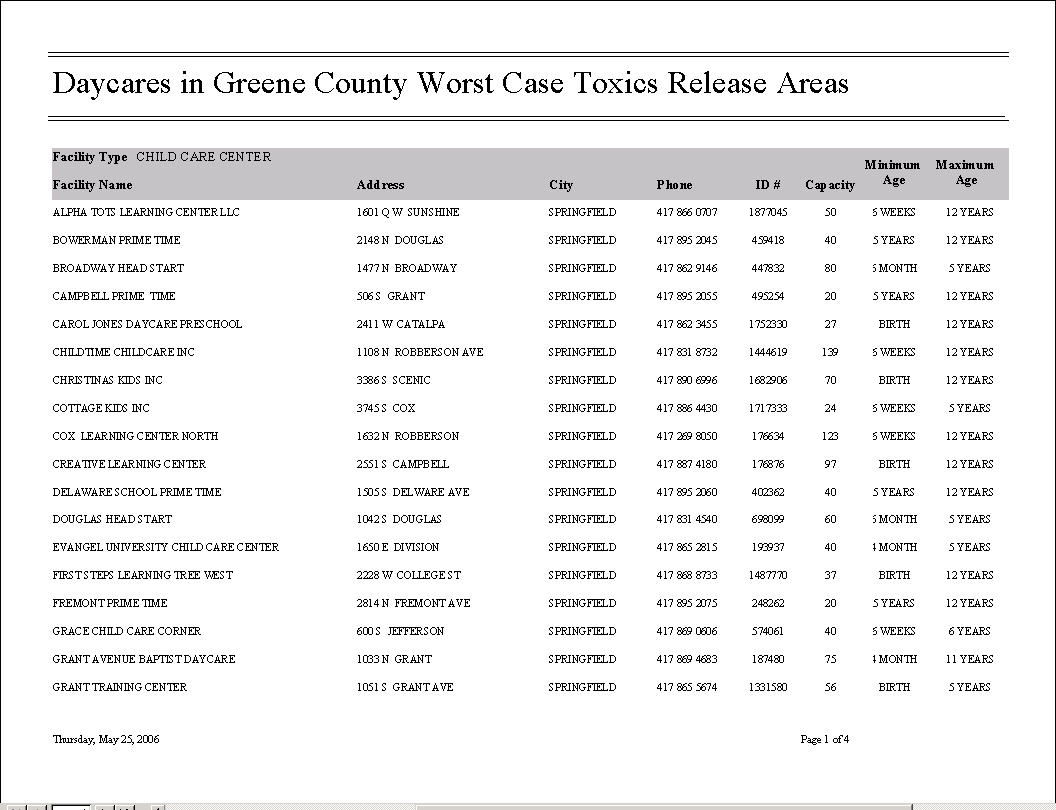 Daycares in Greene County Worst Case Toxics Release Areas
Facility Type CHILD CARE CENTER
Facility Name Address City Phone ID # Capacity Minimum Age Maximum Age
ALPHA TOTS LEARNING CENTER LLC 1601 Q W SUNSHINE SPRINGFIELD 417 866 0707 1877045 50 6 WEEKS 12 YEARS
BOWERMAN PRIME TIME 2148 N DOUGLAS SPRINGFIELD 417 895 2045 459418 40 5 YEARS 12 YEARS
BROADWAY HEAD START 1477 N BROADWAY SPRINGFIELD 417 862 9146 447832 80 MONTH 5 YEARS
CAMPBELL PRIME TIME 506 S GRANT SPRINGFIELD 417 895 2055 495254 20 5 YEARS 12 YEARS
CAROL JONES DAYCARE PRESCHOOL 2411 W CATALPA SPRINGFIELD 417 862 3455 1752330 27 BIRTH 12 YEARS
CHILDTIME CHILDCARE INC 1108 N ROBBERSON AVE SPRINGFIELD 417 831 8732 1444619 139 6 WEEKS 12 YEARS
CHRISTINAS KIDS INC 3386 S SCENIC SPRINGFIELD 417 890 6996 1682906 70 BIRTH 12 YEARS
COTTAGE KIDS INC 3745 S COX SPRINGFIELD 417 886 4430 1717333 24 6 WEEKS 5 YEARS
COX LEARNING CENTER NORTH 1632 N ROBBERSON SPRINGFIELD 417 269 8050 176634 123 6 WEEKS 12 YEARS
CREATIVE LEARNING CENTER 2551 S CAMPBELL SPRINGFIELD 417 887 4180 176876 97 BIRTH 12 YEARS
DELAWARE SCHOOL PRIME TIME 1505 S DELWARE AVE SPRINGFIELD 417 895 2060 402362 40 5 YEARS 12 YEARS
DOUGLAS HEAD START 1042 S DOUGLAS SPRINGFIELD 417 831 4540 698099 60 MONTH 5 YEARS
EVANGEL UNIVERSITY CHILD CARE CENTER 1650 E DIVISION SPRINGFIELD 417 865 2815 193937 40 MONTH 5 YEARS
FIRST STEPS LEARNING TREE WEST 2228 W COLLEGE ST SPRINGFIELD 417 868 8733 1487770 37 BIRTH 12 YEARS
FREMONT PRIME TIME 2814 N FREMONT AVE SPRINGFIELD 417 895 2075 248262 20 5 YEARS 12 YEARS
GRACE CHILD CARE CORNER 600 S JEFFERSON SPRINGFIELD 417 869 0606 574061 40 6 WEEKS 6 YEARS
GRANT AVENUE BAPTIST DAYCARE 1033 N GRANT SPRINGFIELD 417 869 4683 187480 75 MONTH 11 YEARS
GRANT TRAINING CENTER 1051 S GRANT AVE SPRINGFIELD 417 865 5674 1331580 56 BIRTH 5 YEARS
Thursday, May 25, 2006 Page 1 of 4